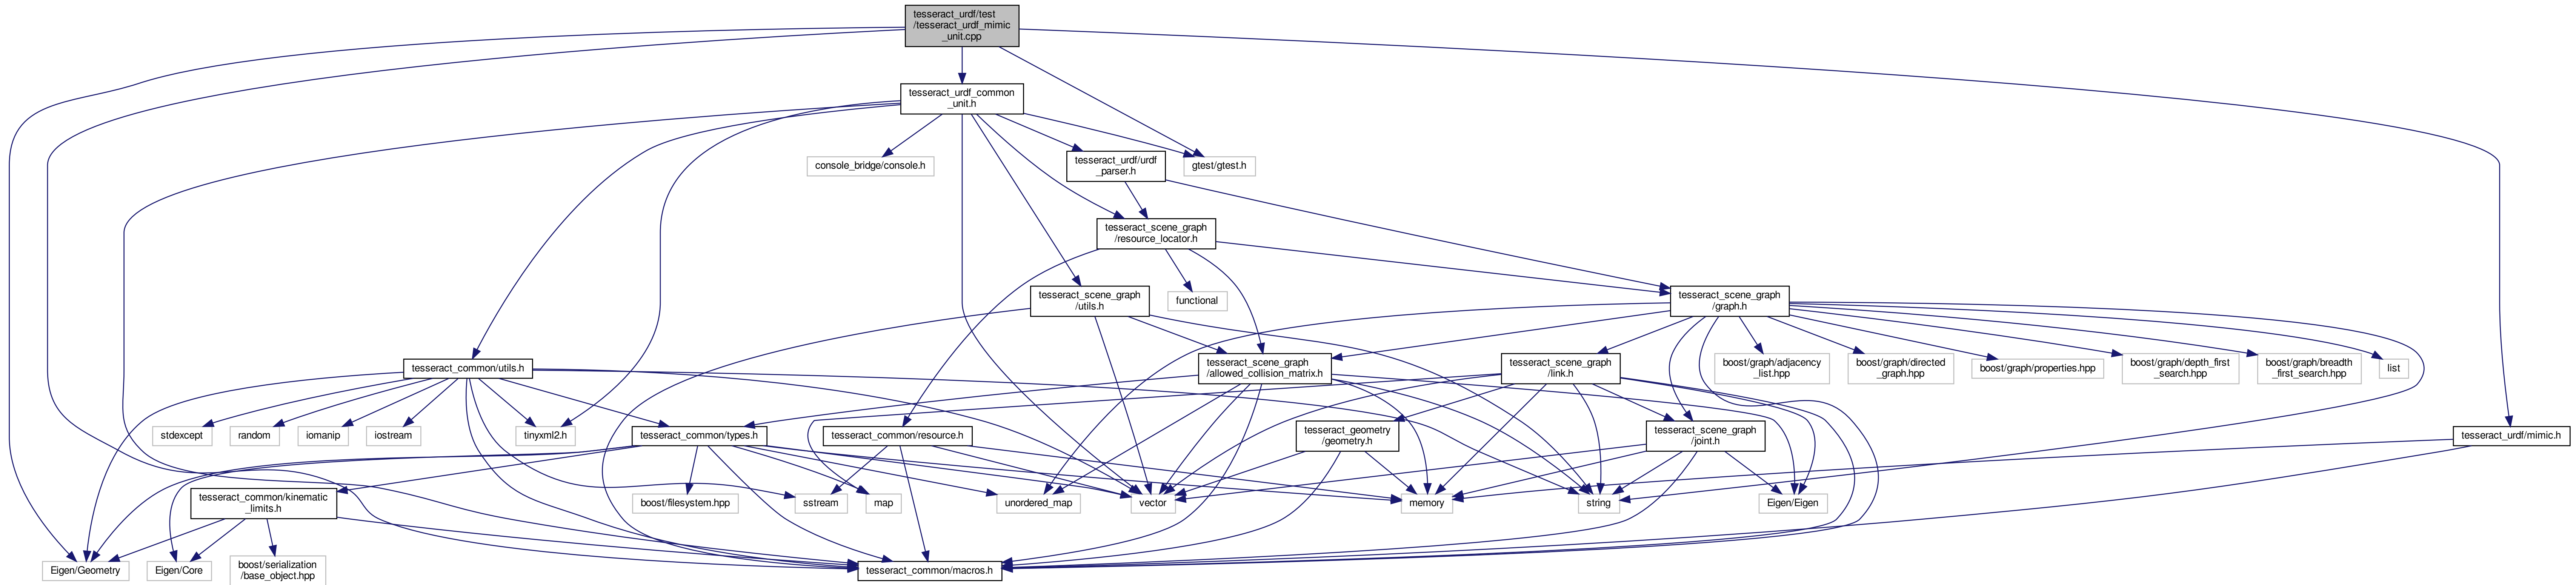 tesseract_urdf/test
/tesseract_urdf_mimic
_unit.cpp
tesseract_urdf_common
_unit.h
console_bridge/console.h
tesseract_urdf/urdf
_parser.h
gtest/gtest.h
tesseract_scene_graph
/resource_locator.h
tesseract_scene_graph
/utils.h
functional
tesseract_scene_graph
/graph.h
tesseract_common/utils.h
tesseract_scene_graph
/allowed_collision_matrix.h
tesseract_scene_graph
/link.h
boost/graph/adjacency
_list.hpp
boost/graph/directed
_graph.hpp
boost/graph/properties.hpp
boost/graph/depth_first
_search.hpp
boost/graph/breadth
_first_search.hpp
list
stdexcept
random
iomanip
iostream
tinyxml2.h
tesseract_common/types.h
tesseract_common/resource.h
tesseract_geometry
/geometry.h
tesseract_scene_graph
/joint.h
tesseract_urdf/mimic.h
tesseract_common/kinematic
_limits.h
boost/filesystem.hpp
sstream
map
unordered_map
vector
memory
string
Eigen/Eigen
Eigen/Geometry
Eigen/Core
boost/serialization
/base_object.hpp
tesseract_common/macros.h